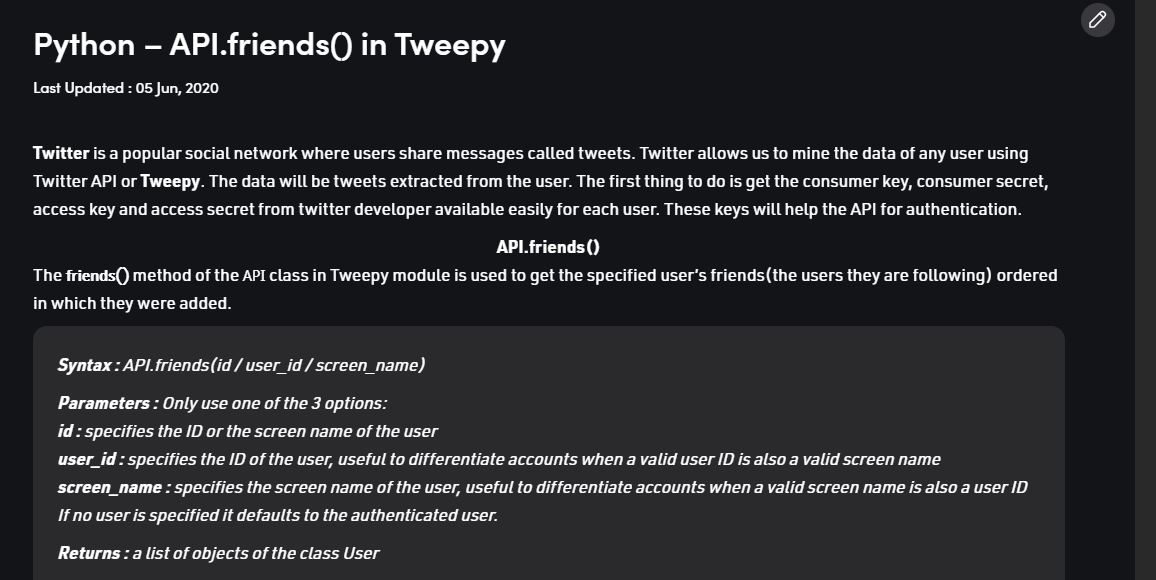 Python – API.friends() in Tweepy
Last Updated : 05 Jun, 2020
Twitter is a popular social network where users share messages called tweets. Twitter allows us to mine the data of any user using
Twitter API or Tweepy. The data will be tweets extracted from the user. The first thing to do is get the consumer key, consumer secret,
access key and access secret from twitter developer available easily for each user. These keys will help the API for authentication.
API.friends()
The friends() method of the API class in Tweepy module is used to get the specified user's friends(the users they are following) ordered
in which they were added.
Syntax : API.friends(id / user_id / screen_name)
Parameters : Only use one of the 3 options:
id : specifies the ID or the screen name of the user
user_id : specifies the ID of the user, useful to differentiate accounts when a valid user ID is also a valid screen name
screen_name : specifies the screen name of the user, useful to differentiate accounts when a valid screen name is also a user ID
If no user is specified it defaults to the authenticated user.
Returns : a list of objects of the class User